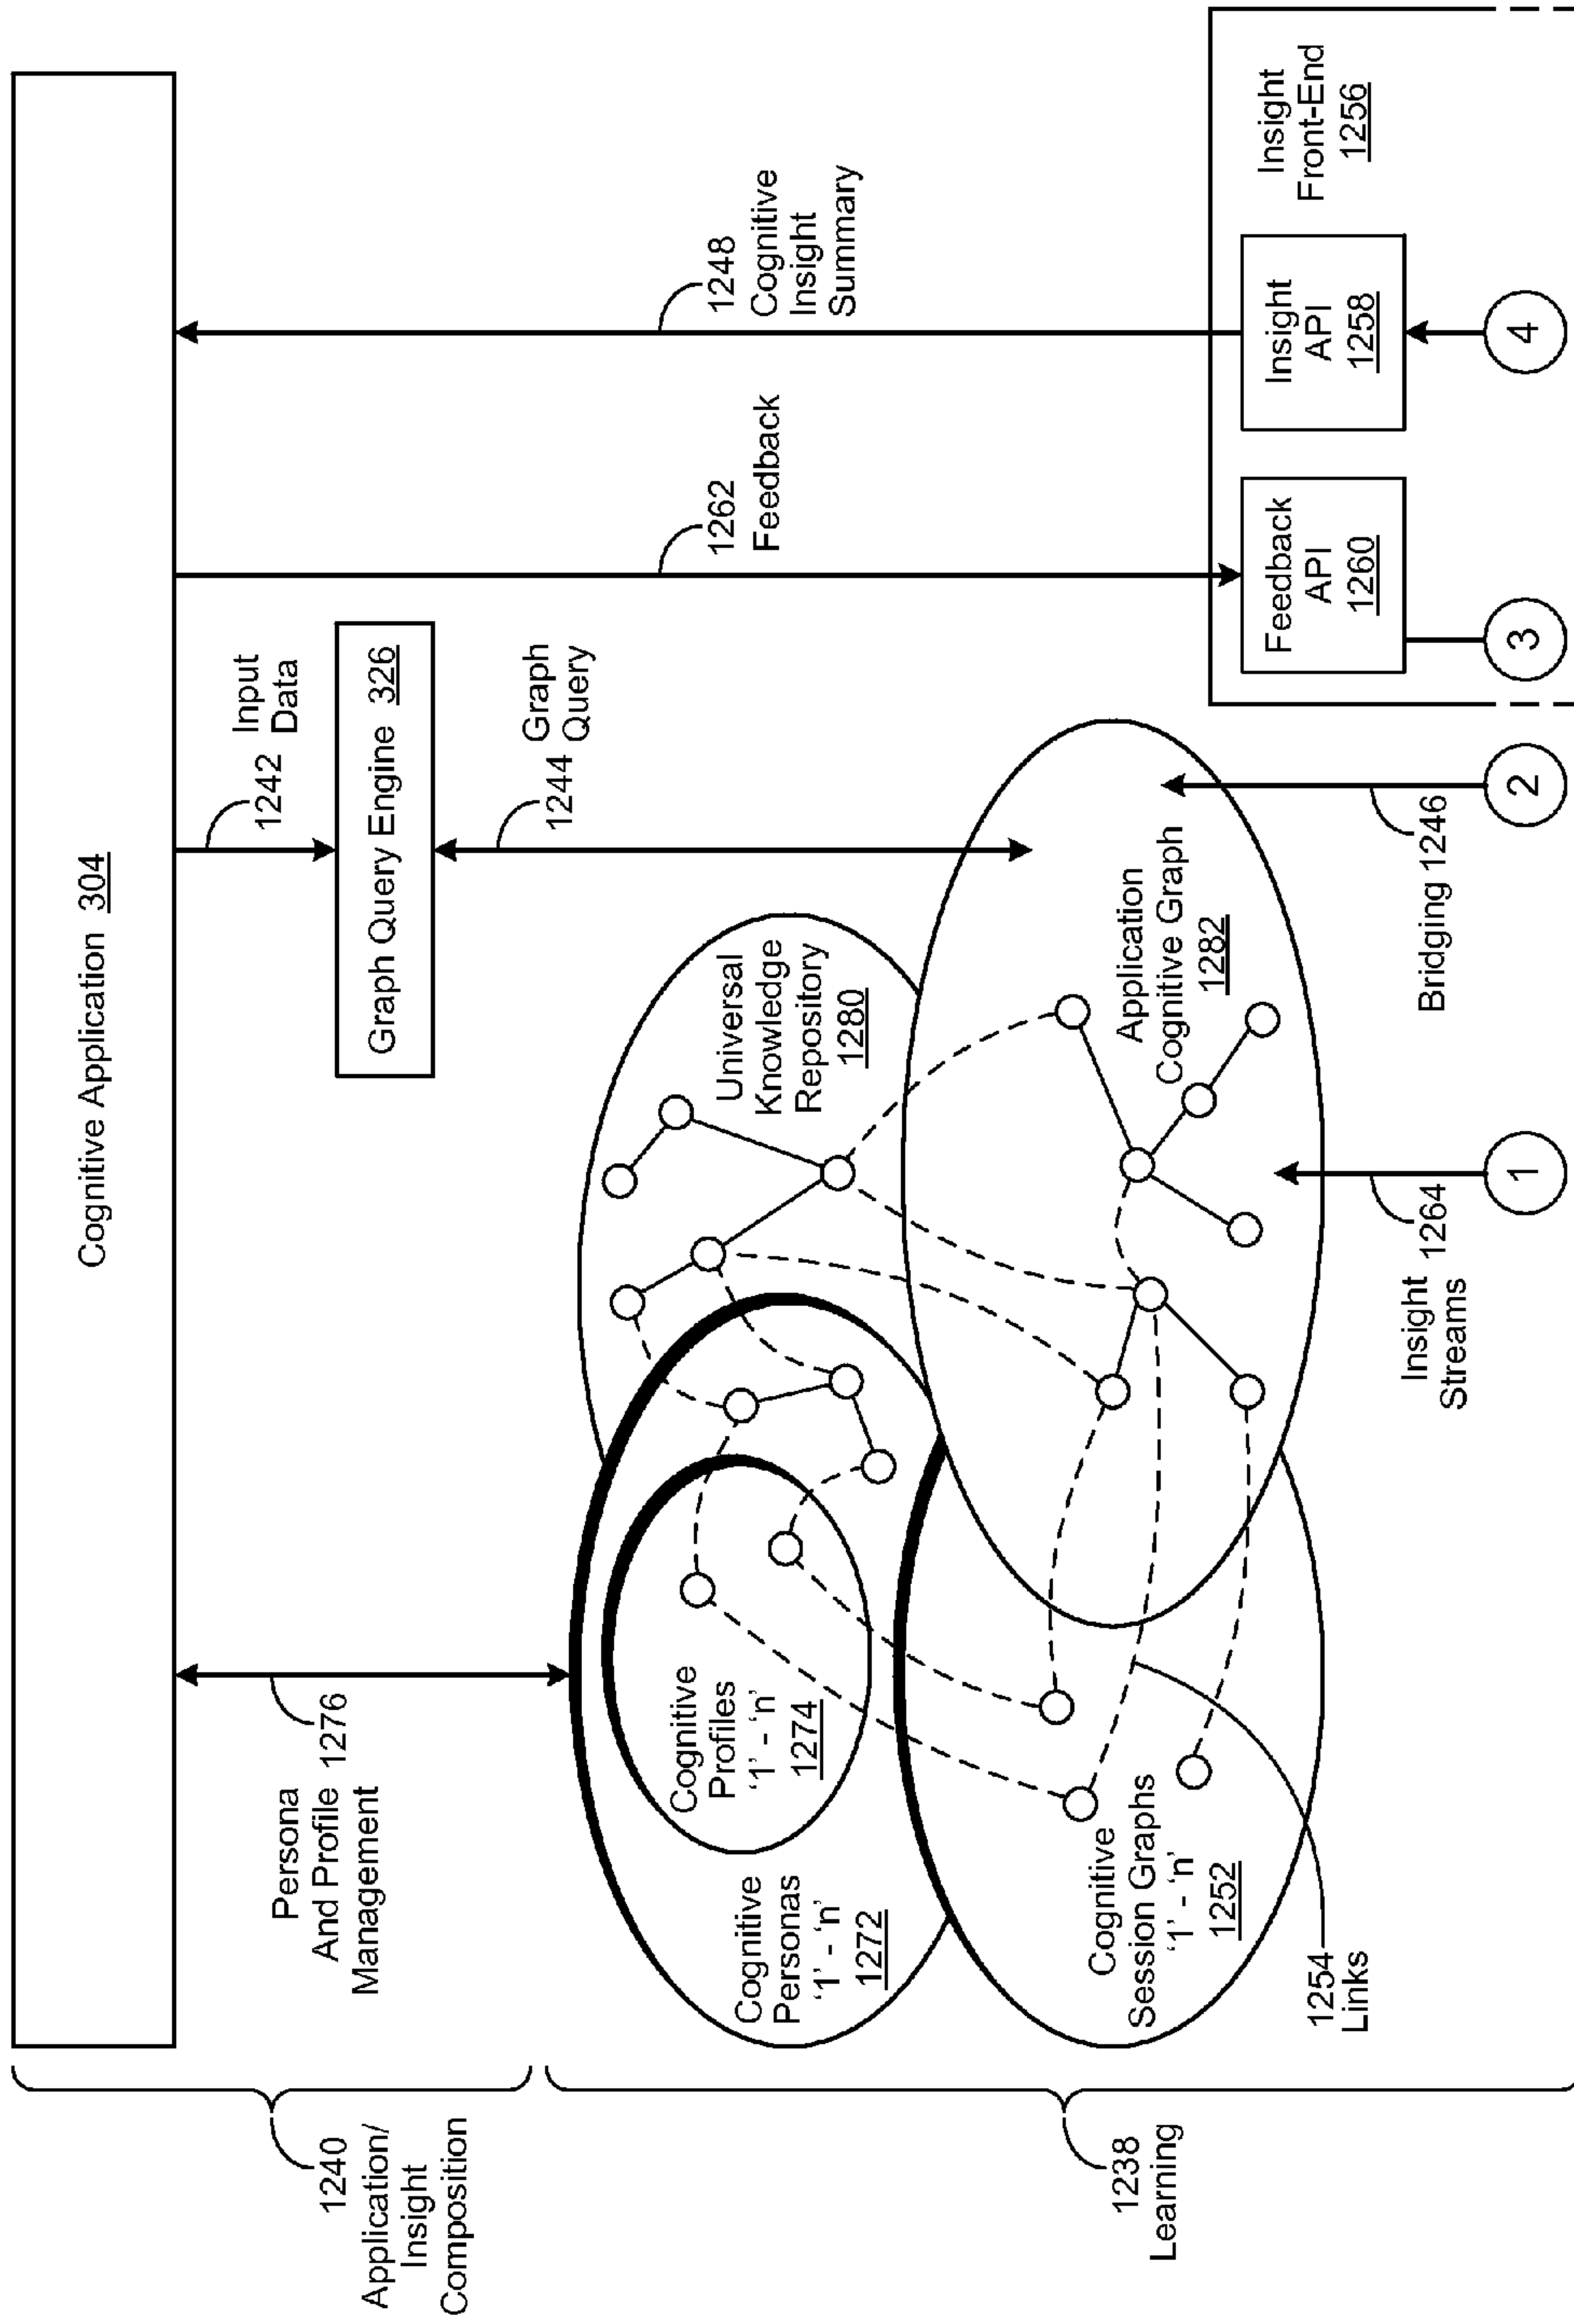 Cognitive Application 304
1240
Application/
Insight
Composition
Persona
And Profile 1276
Management
1242 Input
Data
Graph Query Engine 326
1244 Graph
Query
1262
Feedback
1248
Cognitive
Insight
Summary
1238
Learning
Cognitive
Personas
‘1’ - ‘n’
1272
Cognitive
Profiles
‘1’ - ‘n’
1274
Universal
Knowledge
Repository
1280
Cognitive
Session Graphs
‘1’ - ‘n’
1252
1254
Links
Application
Cognitive Graph
1282
Insight 1264
Streams
Bridging 1246
Feedback
API
1260
Insight
API
1258
Insight
Front-End
1256
1
2
3
4